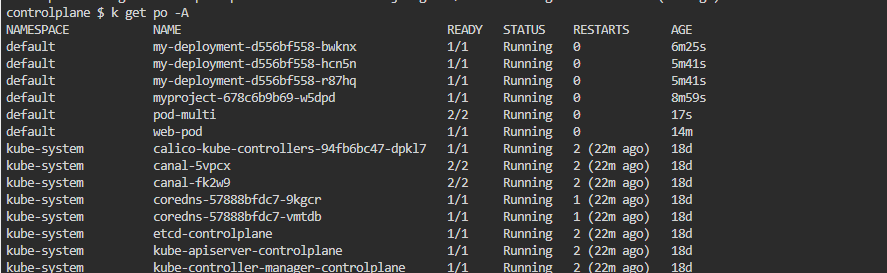 controlplane $ k get po -A
NAMESPACE NAME READY STATUS RESTARTS AGE
default my-deployment-d556bf558-bwknx 1/1 Running 0 6m25s
default my-deployment-d556bf558-hcn5n 1/1 Running 0 5m41s
default my-deployment-d556bf558-r87hq 1/1 Running 0 5m41s
default myproject-678c6b9b69-w5dpd 1/1 Running 0 8m59s
default pod-multi 2/2 Running 0 17s
default web-pod 1/1 Running 0 14m
kube-system calico-kube-controllers-94fb6bc47-dpkl7 1/1 Running 2 (22m ago) 18d
kube-system canal-5vpcx 2/2 Running 2 (22m ago) 18d
kube-system canal-fk2w9 2/2 Running 2 (22m ago) 18d
kube-system coredns-57888bfdc7-9kgcr 1/1 Running 1 (22m ago) 18d
kube-system coredns-57888bfdc7-vmtdb 1/1 Running 1 (22m ago) 18d
kube-system etcd-controlplane 1/1 Running 2 (22m ago) 18d
kube-system kube-apiserver-controlplane 1/1 Running 2 (22m ago) 18d
kube-system kube-controller-manager-controlplane 1/1 Running 2 (22m ago) 18d